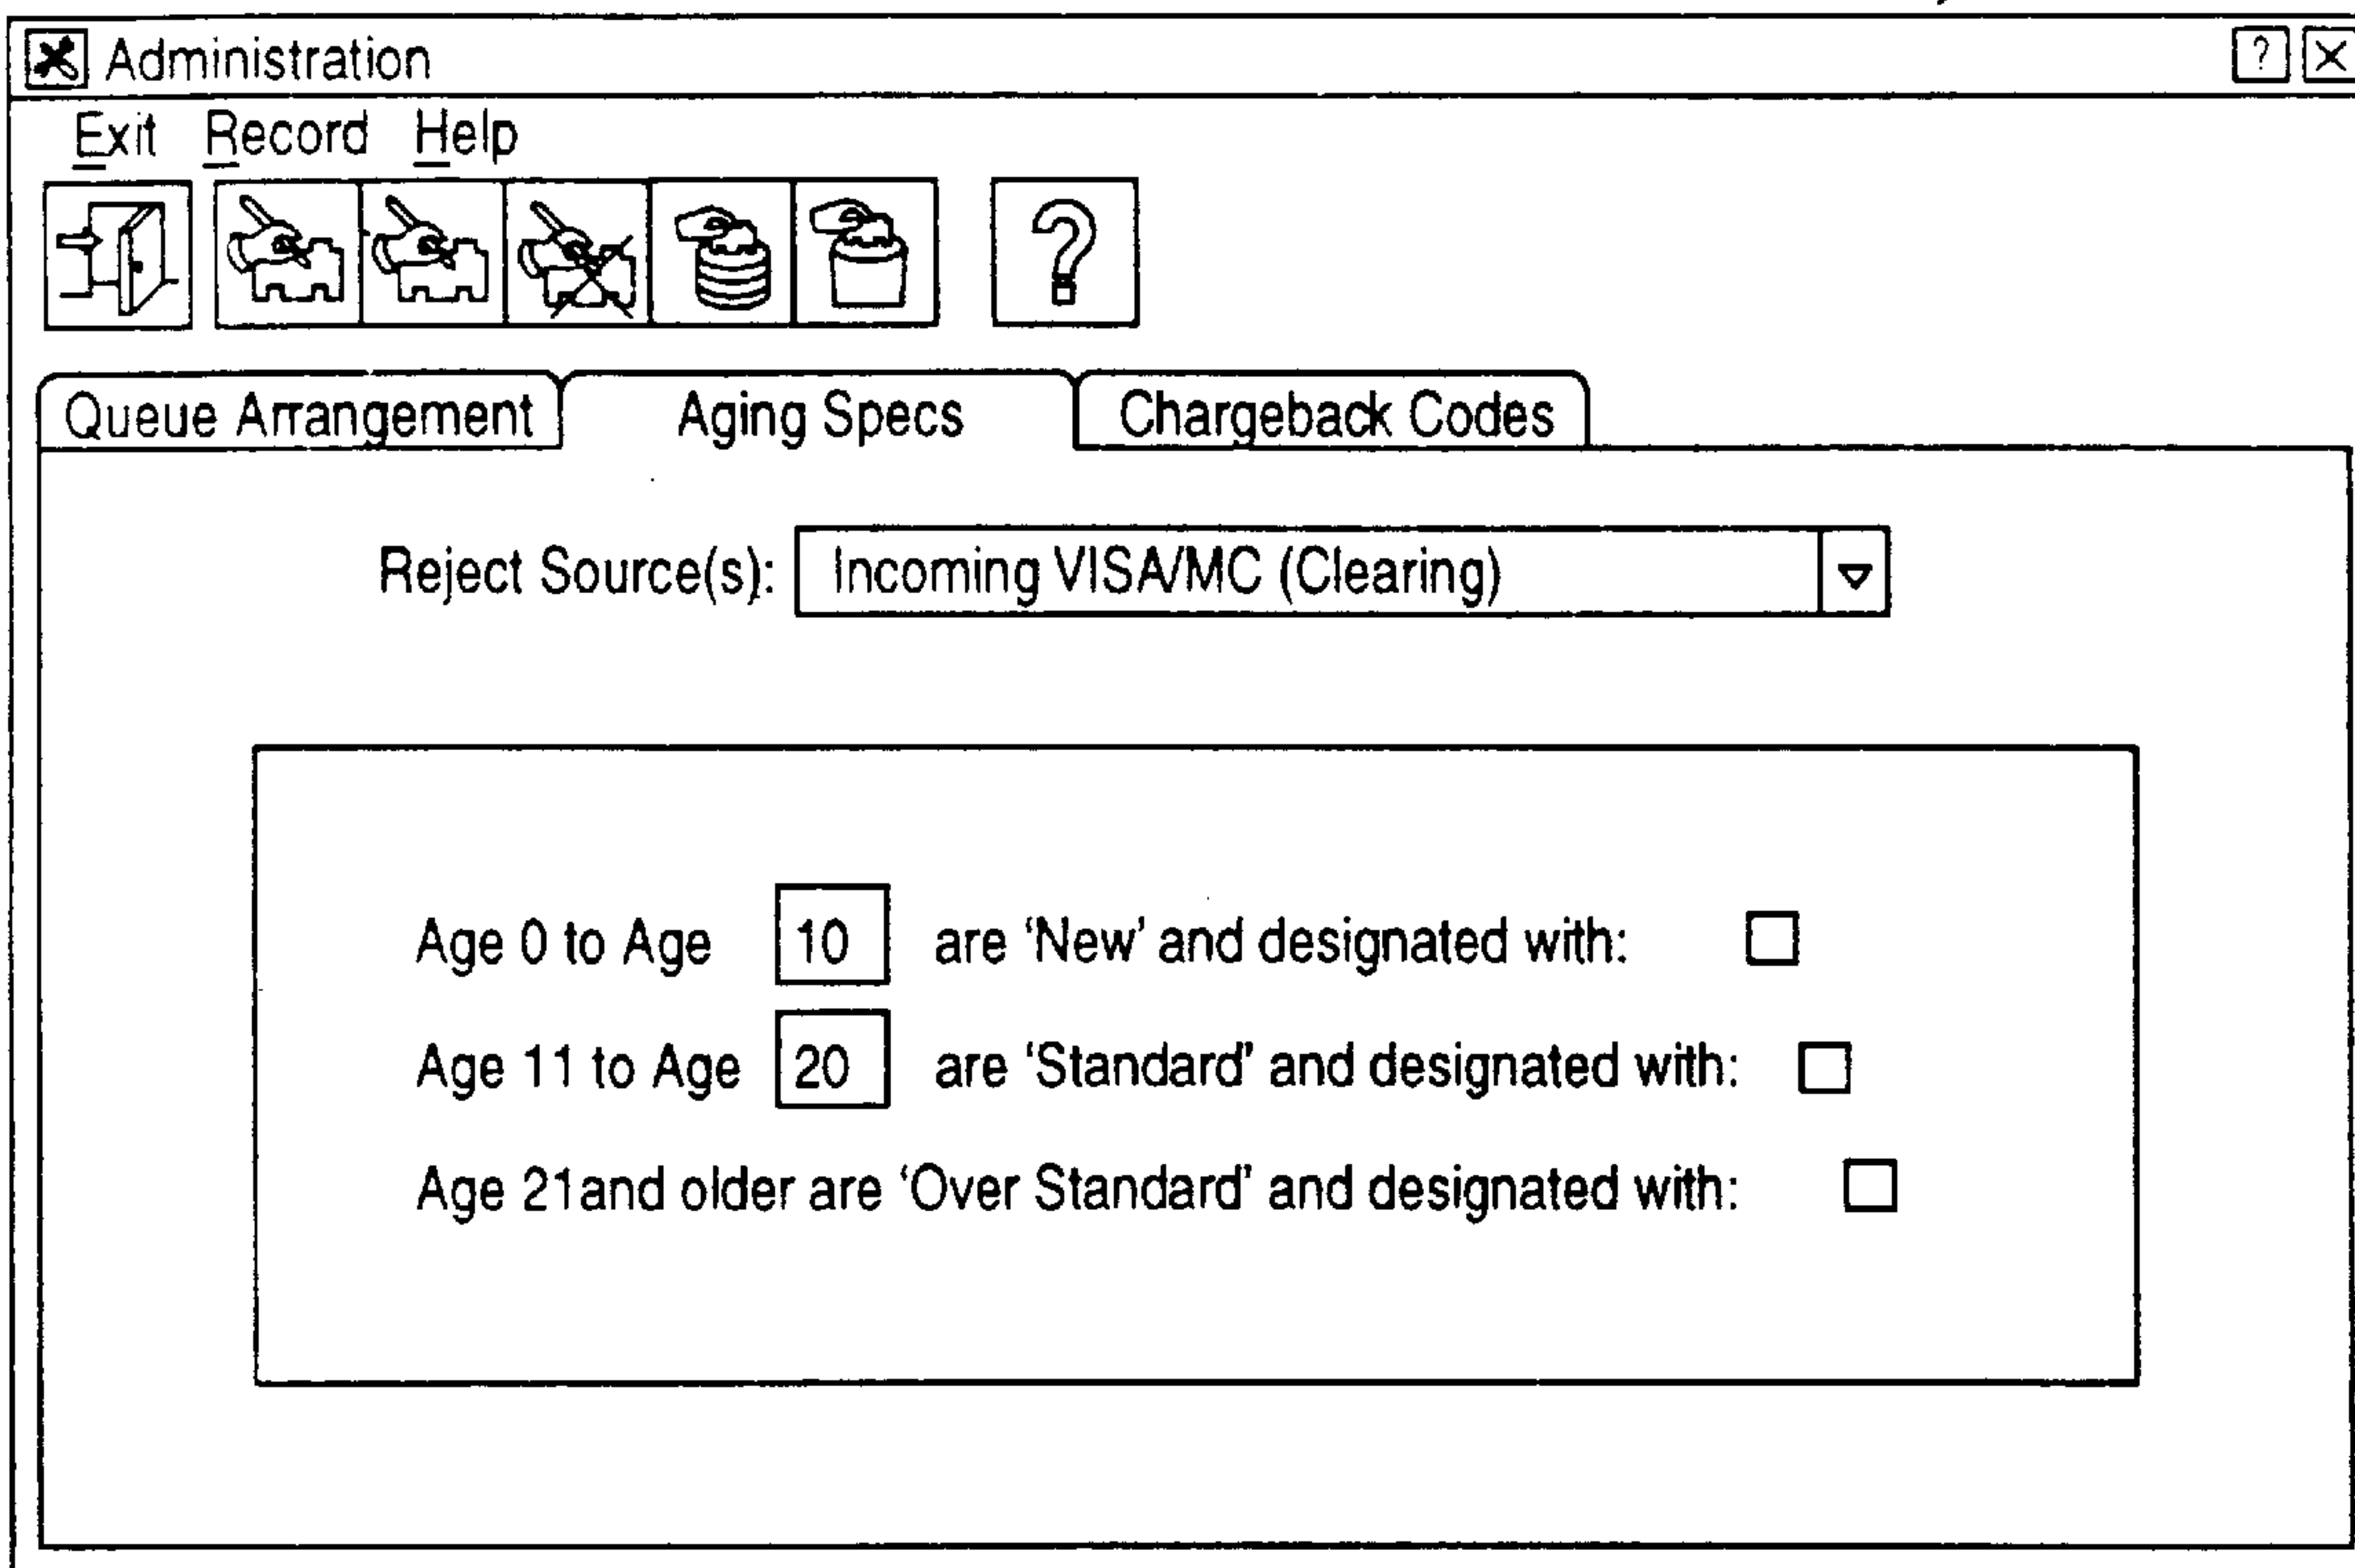 Administration ? X
Exit Record Help
?
Queue Arrangement Aging Specs Chargeback Codes
Reject Source(s): Incoming VISA/MC (Clearing)
Age 0 to Age 10 are ‘New’ and designated with:
Age 11 to Age 20 are ‘Standard’ and designated with:
Age 21and older are ‘Over Standard’ and designated with: